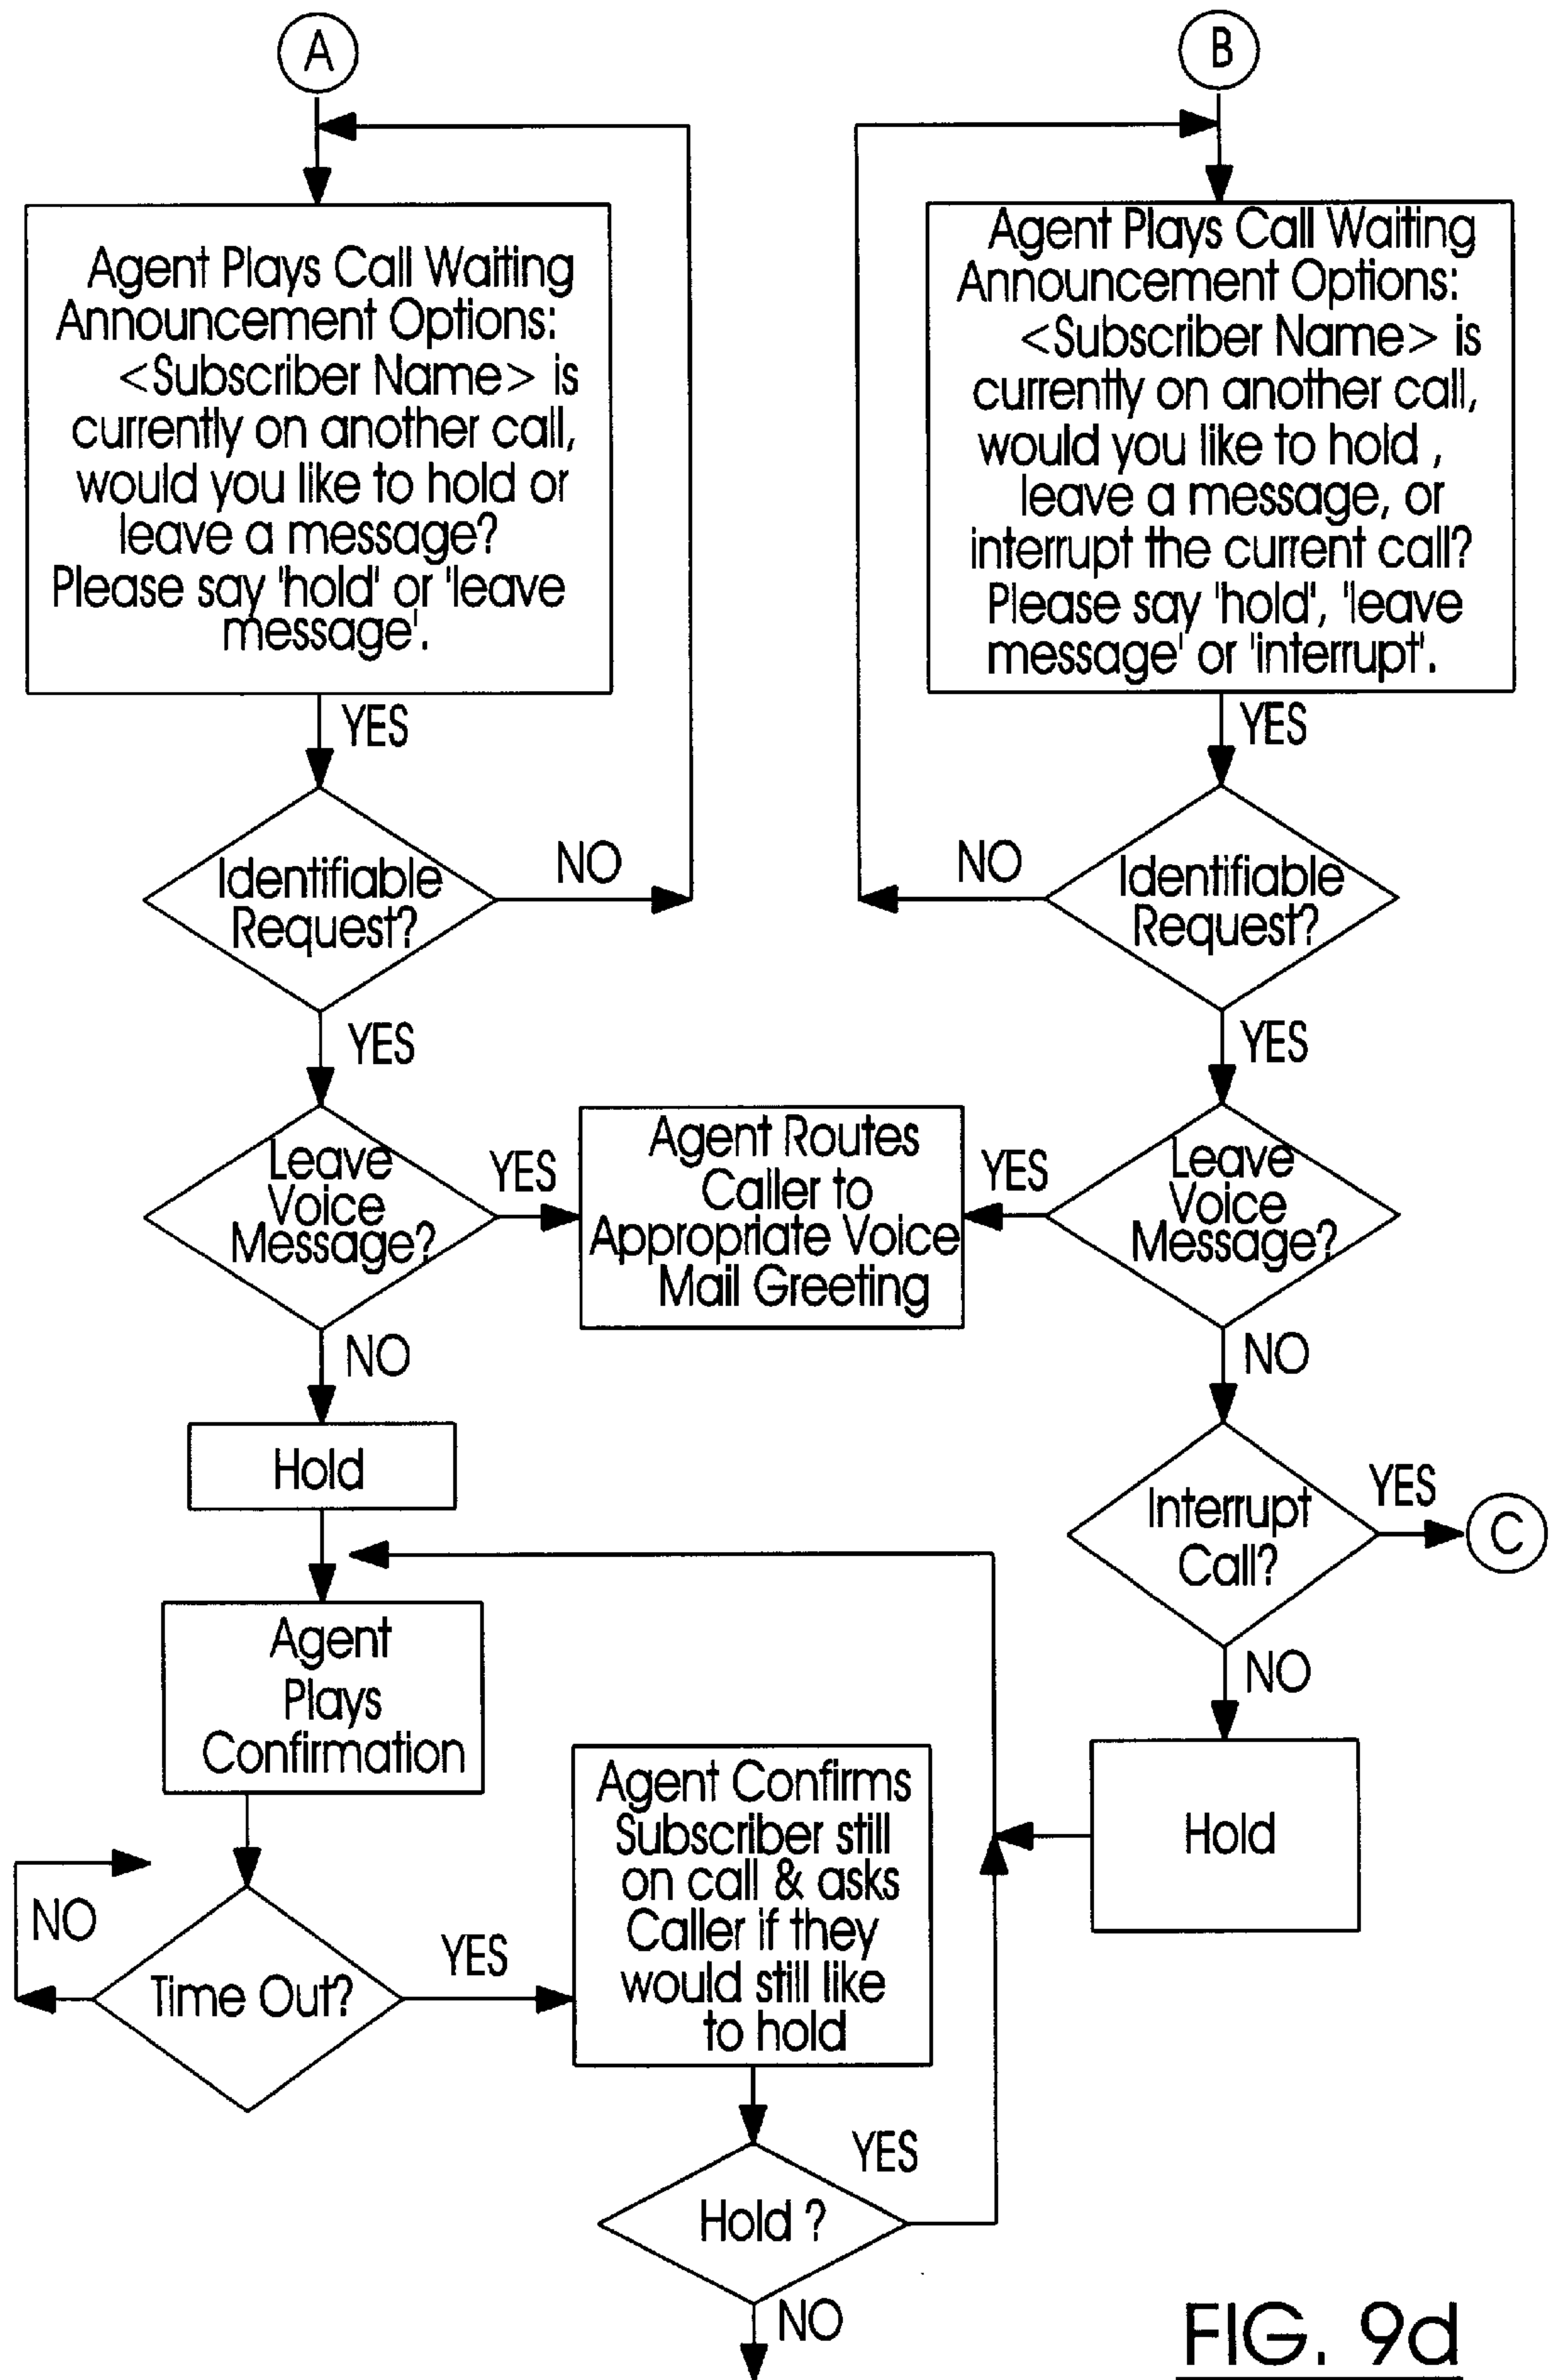 A
Agent Plays Call Waiting
Announcement Options:
<Subscriber Name> is
currently on another call,
would you like to hold or
leave a message?
Please say 'hold' or 'leave
message'.
YES
Identifiable
Request?
NO
YES
Leave
Voice
Message?
YES
Agent Routes
Caller to
Appropriate Voice
Mail Greeting
NO
Hold
Agent
Plays
Confirmation
NO
Time Out?
YES
Agent Confirms
Subscriber still
on call & asks
Caller if they
would still like
to hold
Hold ?
YES
NO
B
Agent Plays Call Waiting
Announcement Options:
<Subscriber Name> is
currently on another call,
would you like to hold ,
leave a message, or
interrupt the current call?
Please say 'hold', 'leave
message' or 'interrupt'.
YES
Identifiable
Request?
NO
YES
Leave
Voice
Message?
YES
NO
Interrupt
Call?
YES
C
NO
Hold
FIG. 9d